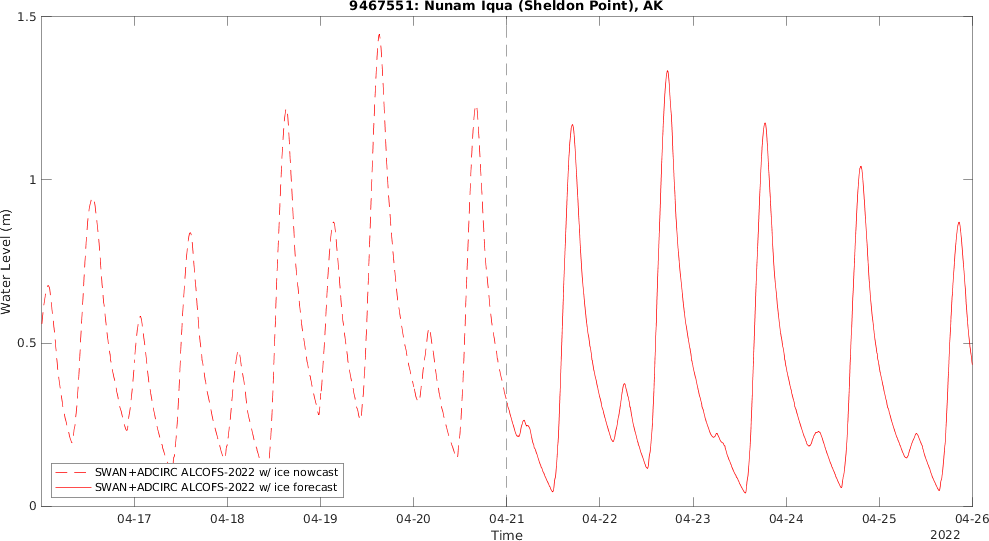 9467551: Nunam Iqua (Sheldon Point), AK
1.5
1
0.5
0
Water Level (m)
SWAN+ADCIRC ALCOFS-2022 w/ ice nowcast
SWAN+ADCIRC ALCOFS-2022 w/ ice forecast
04-17 04-18 04-19 04-20 04-21 04-22 04-23 04-24 04-25 04-26
Time
2022